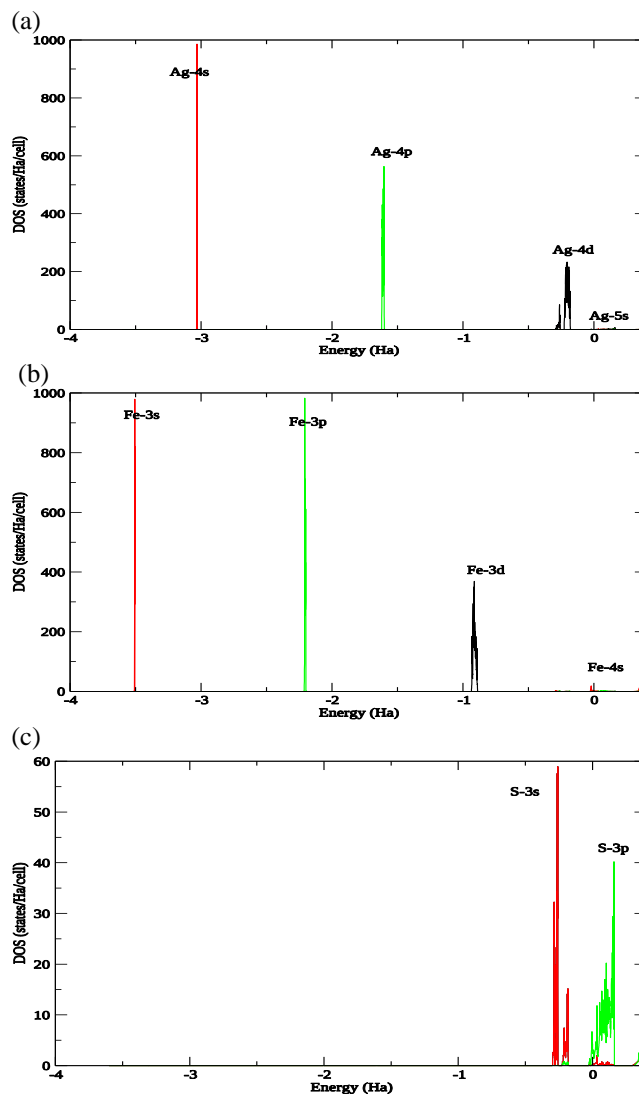 (a)
1000
Ag-4s
800
DOS (states/Ha/cell)
600
Ag-4p
400
Ag-4d
200
Ag-5s
0
-4 -3 -2 -1 0
Energy (Ha)
(b)
1000
Fe-3s Fe-3p
800
DOS (states/Ha/cell)
600
400
Fe-3d
200
Fe-4s
0
-4 -3 -2 -1 0
Energy (Ha)
(c)
60
S-3s
50
DOS (states/Ha/cell)
S-3p
40
30
20
10
0
-4 -3 -2 -1 0
Energy (Ha)